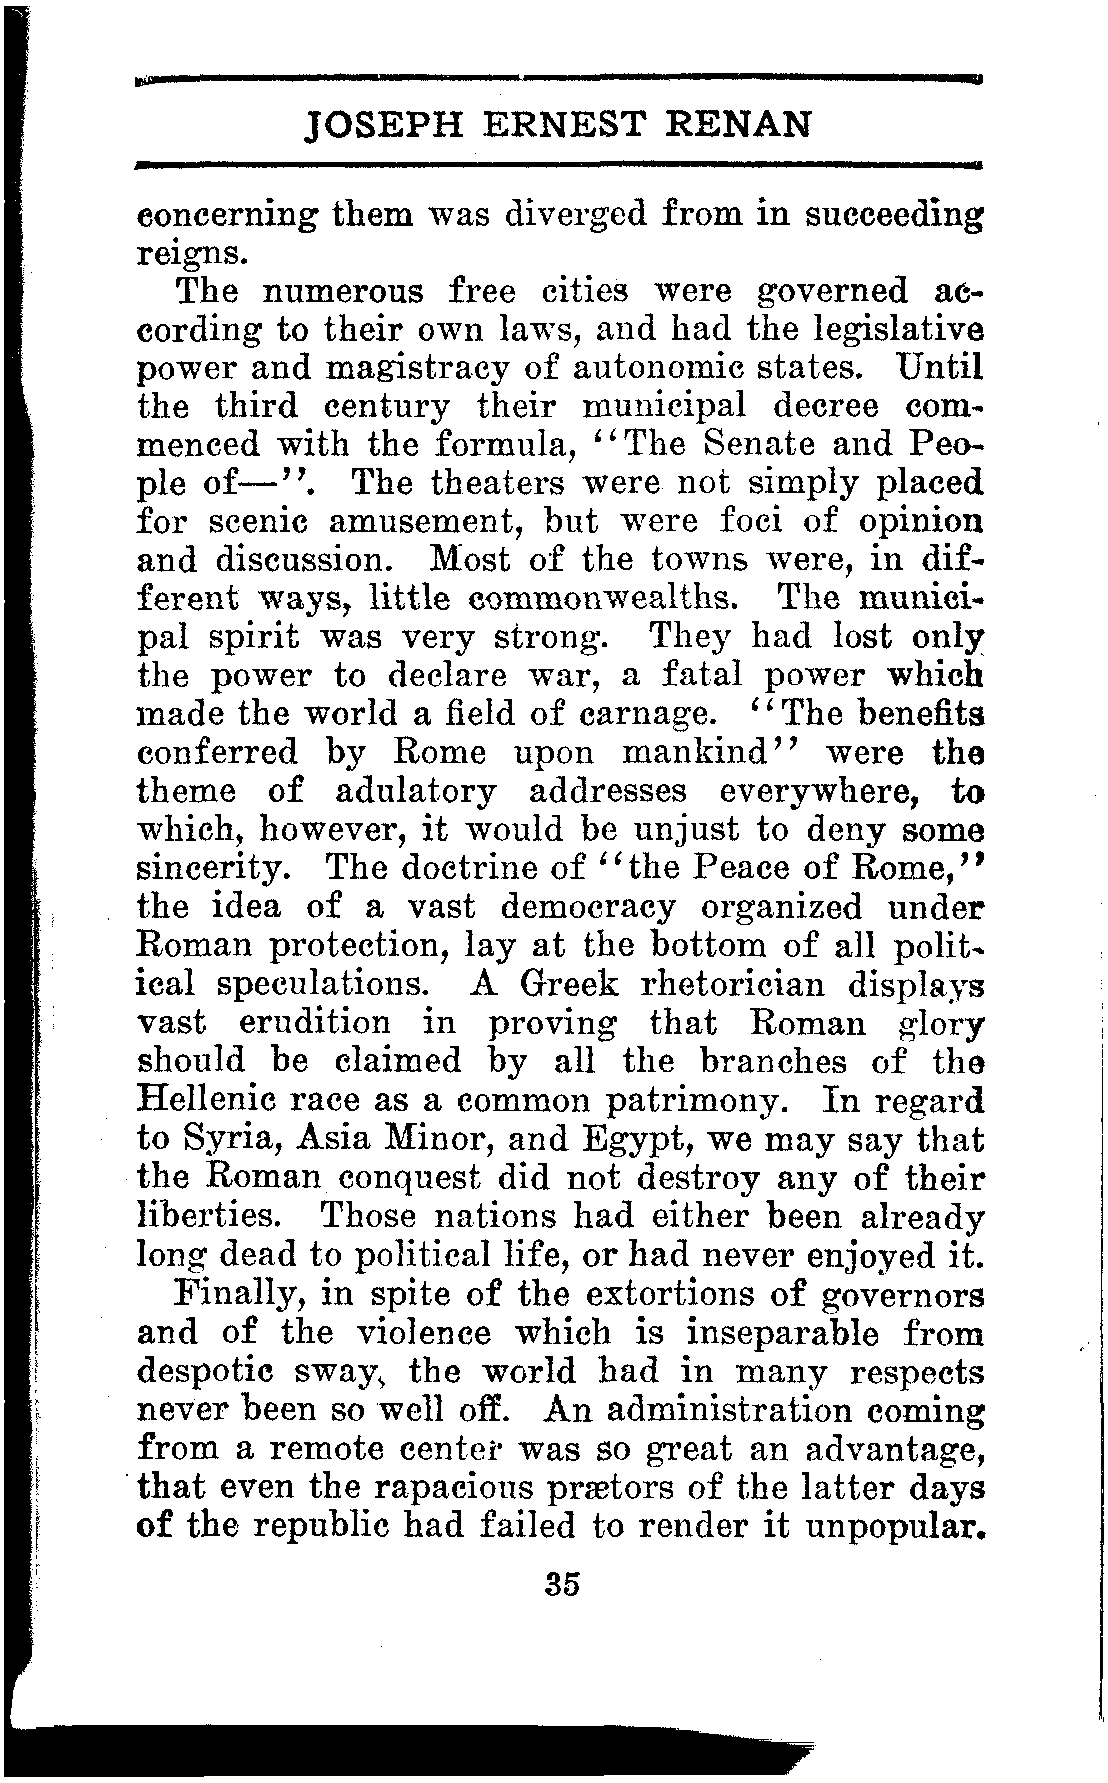 JOSEPH ERNEST RENAN
concerning them was diverged from in succeeding
reigns.
The numerous free cities were governed ac-
cording to their own laws, and had the legislative
power and magistracy of autonomic states. Until
the third century their municipal decree com-
menced with the formula, "The Senate and Peo-
ple of—". The theaters were not simply placed
for scenic amusement, but were foci of opinion
and discussion. Most of the towns were, in dif-
ferent ways, little commonwealths. The munici-
pal spirit was very strong. They had lost only
the power to declare war, a fatal power which
made the world a field of carnage. "The benefits
conferred by Rome upon mankind" were the
theme of adulatory addresses everywhere, to
which, however, it would be unjust to deny some
sincerity. The doctrine of "the Peace of Rome,"
the idea of a vast democracy organized under
Roman protection, lay at the bottom of all polit-
ical speculations. A Greek rhetorician displays
vast erudition in proving that Roman glory
should be claimed by all the branches of the
Hellenic race as a common patrimony. In regard
to Syria, Asia Minor, and Egypt, we may say that
the Roman conquest did not destroy any of their
liberties. Those nations had either been already
long dead to political life, or had never enjoyed it.
Finally, in spite of the extortions of governors
and of the violence which is inseparable from
despotic sway, the world had in many respects
never been so well off. An administration coming
from a remote center was so great an advantage,
that even the rapacious prætors of the latter days
of the republic had failed to render it unpopular.
35